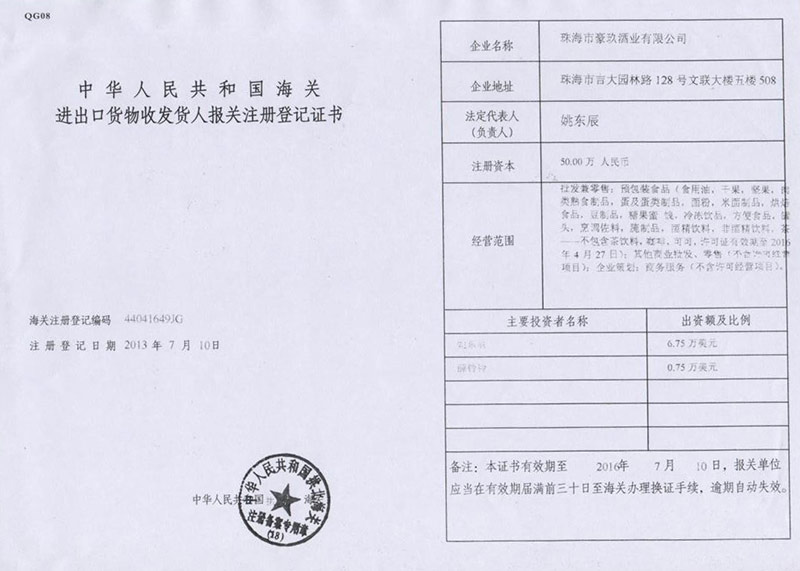 QG08
中华人民共和国海关
进出口货物收发货人报关注册登记证书
海关注册登记编码 44041649JG
注册登记日期 2013 年 7 月 10日
中华人民共和国 海
中华人民共和国拱北海关
注册备案专用章
(18)
企业名称 珠海市豪玖酒业有限公司
企业地址 珠海市吉大园林路 128 号文联大楼五楼 508
法定代表人
(负责人) 姚东辰
注册资本 50.00 万 人民币
经营范围
批发兼零售：预包装食品（食用油，干果，坚果，肉
类熟食制品，蛋及蛋类制品，面粉，米面制品，烘焙
食品，豆制品，糖果蜜饯，冷冻饮品，方便食品，罐
头，烹调佐料，腌制品，酒精饮料，非酒精饮料，茶
——不包含茶饮料，咖啡，可可，许可证有效期至 2016
年 4 月 27日）；其他商业批发、零售（不含许可经营
项目）；企业策划；商务服务（不含许可经营项目）。
主要投资者名称 出资额及比例
6.75 万美元
0.75 万美元
备注：本证书有效期至 2016年 7 月 10 日，报关单位
应当在有效期届满前三十日至海关办理换证手续，逾期自动失效。